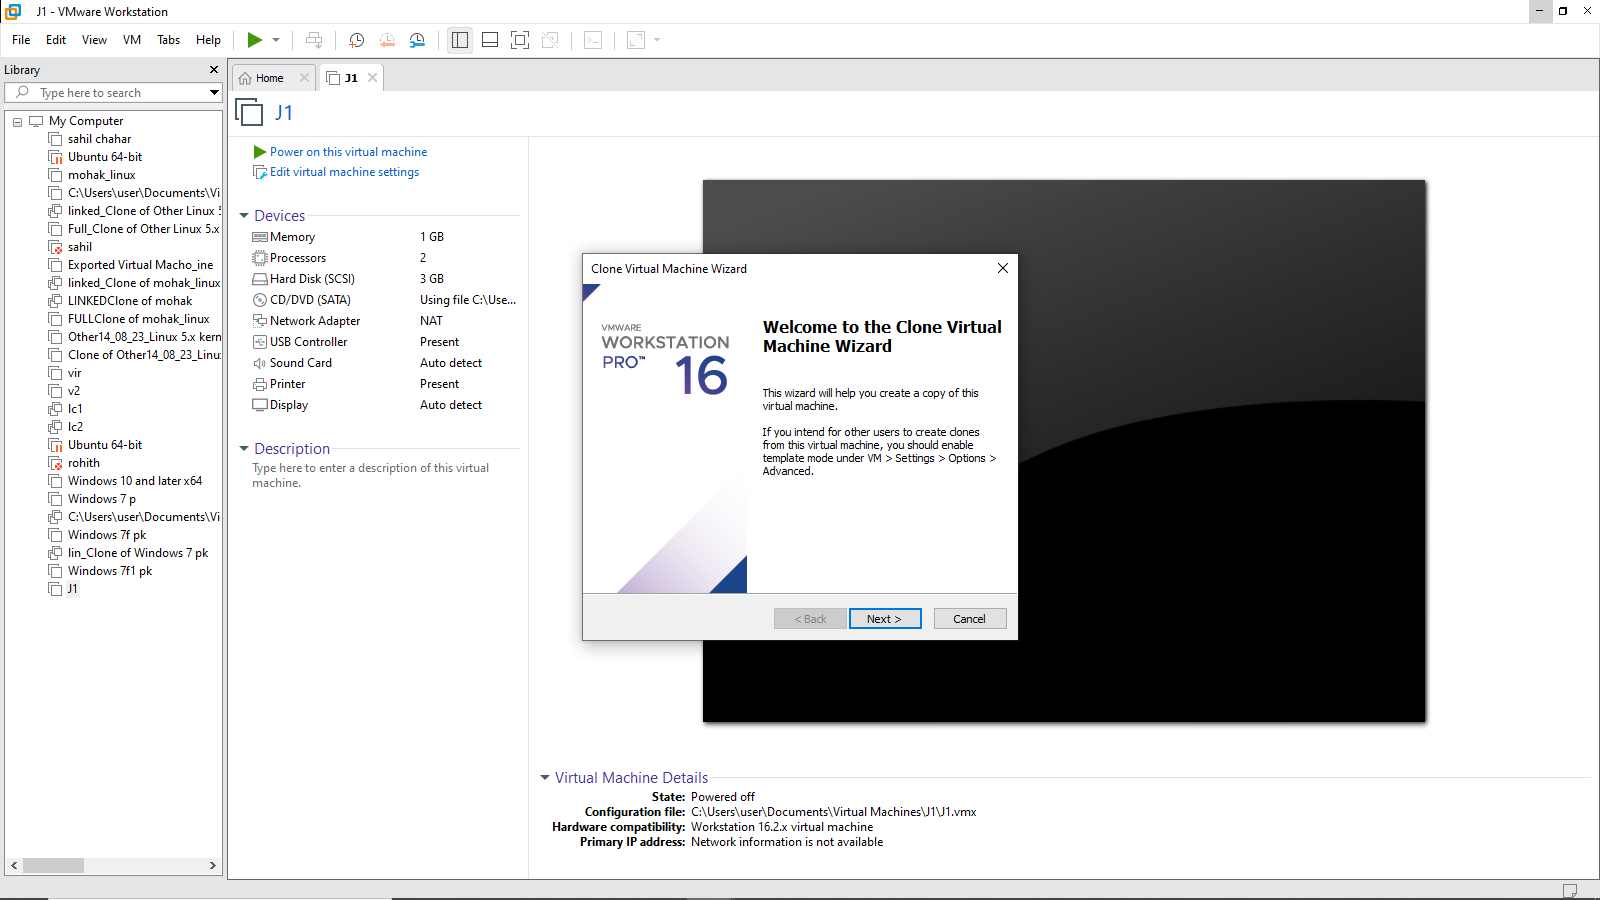 J1 - VMware Workstation
File Edit View VM Tabs Help
Library
Type here to search
My Computer
sahil chahar
Ubuntu 64-bit
mohak_linux
C:\Users\user\Documents\Vi
linked_Clone of Other Linux 5
Full_Clone of Other Linux 5.x
sahil
Exported Virtual Macho_ine
linked_Clone of mohak_linux
LINKEDClone of mohak
FULLClone of mohak_linux
Other14_08_23_Linux 5.x kern
Clone of Other14_08_23_Linu
vir
v2
lc1
lc2
Ubuntu 64-bit
rohith
Windows 10 and later x64
Windows 7 p
C:\Users\user\Documents\Vi
Windows 7f pk
lin_Clone of Windows 7 pk
Windows 7f1 pk
J1
Home J1
J1
Power on this virtual machine
Edit virtual machine settings
Devices
Memory 1 GB
Processors 2
Hard Disk (SCSI) 3 GB
CD/DVD (SATA) Using file C:\Use...
Network Adapter NAT
USB Controller Present
Sound Card Auto detect
Printer Present
Display Auto detect
Description
Type here to enter a description of this virtual
machine.
Clone Virtual Machine Wizard
VMWARE
WORKSTATION
PRO™ 16
Welcome to the Clone Virtual
Machine Wizard
This wizard will help you create a copy of this
virtual machine.
If you intend for other users to create clones
from this virtual machine, you should enable
template mode under VM > Settings > Options >
Advanced.
< Back Next > Cancel
Virtual Machine Details
State: Powered off
Configuration file: C:\Users\user\Documents\Virtual Machines\J1\J1.vmx
Hardware compatibility: Workstation 16.2.x virtual machine
Primary IP address: Network information is not available